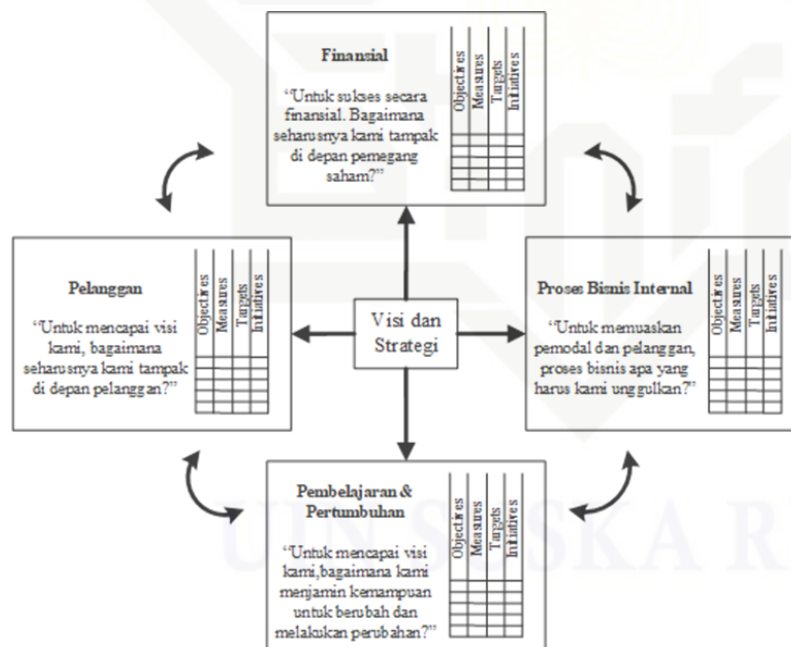 Finansial
“Untuk sukses secara
finansial. Bagaimana
seharusnya kami tampak
di depan pemegang
saham?”
Objectives
Measures
Targets
Initiatives
Pelanggan
“Untuk mencapai visi
kami, bagaimana
seharusnya kami tampak
di depan pelanggan?”
Objectives
Measures
Targets
Initiatives
Visi dan
Strategi
Proses Bisnis Internal
“Untuk memuaskan
pemodal dan pelanggan,
proses bisnis apa yang
harus kami unggulkan?”
Objectives
Measures
Targets
Initiatives
Pembelajaran &
Pertumbuhan
“Untuk mencapai visi
kami,bagaimana kami
menjamin kemampuan
untuk berubah dan
melakukan perubahan?”
Objectives
Measures
Targets
Initiatives
UIN SUSKA R